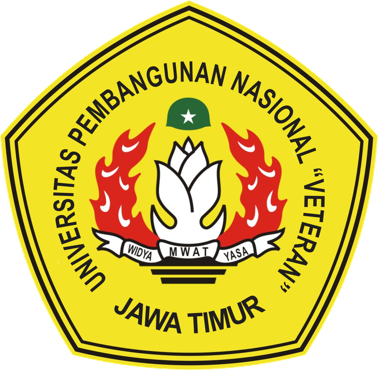 UNIVERSITAS PEMBANGUNAN NASIONAL “VETERAN”
WIDYA MWAT YASA
JAWA TIMUR